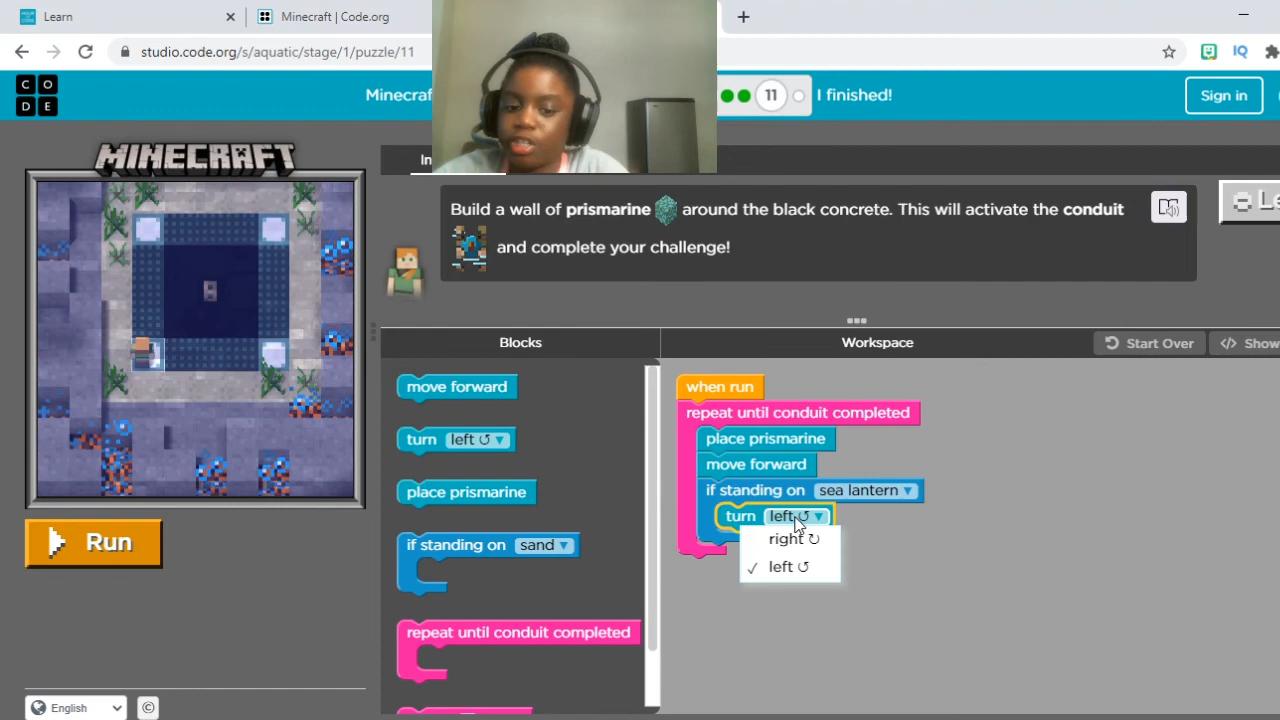 Learn
Minecraft | Code.org
studio.code.org/s/aquatic/stage/1/puzzle/11
IQ
C O
D E
Minecraf
11
I finished!
Sign in
MINECRAFT
In
Build a wall of prismarine around the black concrete. This will activate the conduit
and complete your challenge!
Le
Blocks
Workspace
Start Over
</> Show
move forward
turn left ↺ ▼
place prismarine
if standing on sand ▼
repeat until conduit completed
when run
repeat until conduit completed
place prismarine
move forward
if standing on sea lantern ▼
turn left ↺ ▼
right ↻
✓ left ↺
Run
English
©